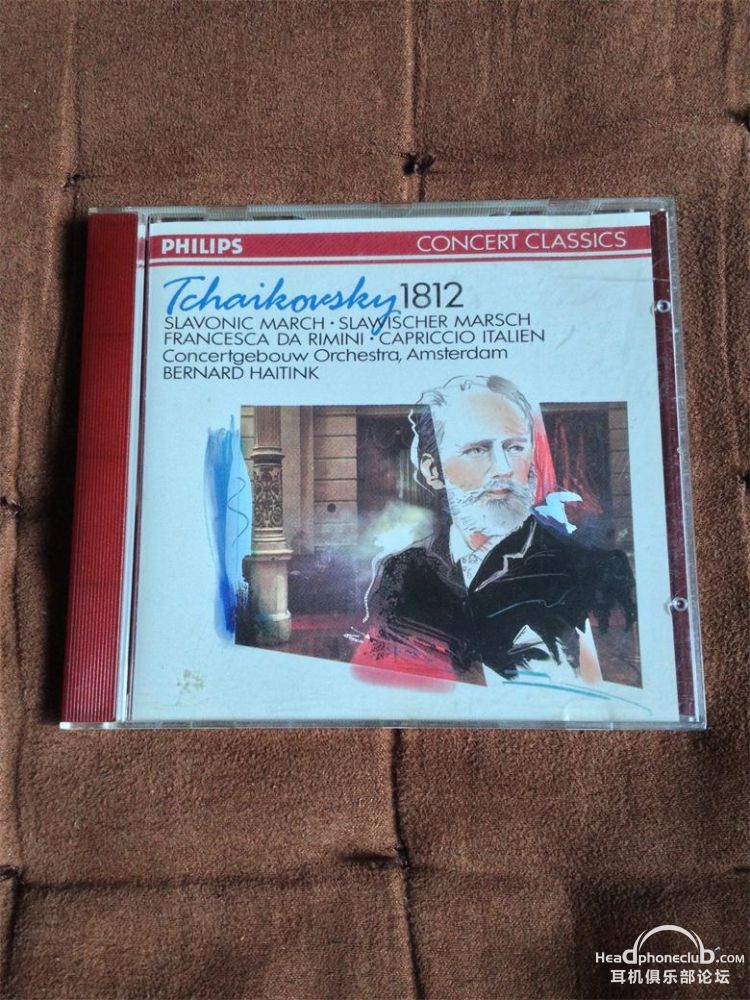 PHILIPS CONCERT CLASSICS
Tchaikovsky 1812
SLAVONIC MARCH · SLAWISCHER MARSCH
FRANCESCA DA RIMINI · CAPRICCIO ITALIEN
Concertgebouw Orchestra, Amsterdam
BERNARD HAITINK
Headphoneclub.com
耳机俱乐部论坛